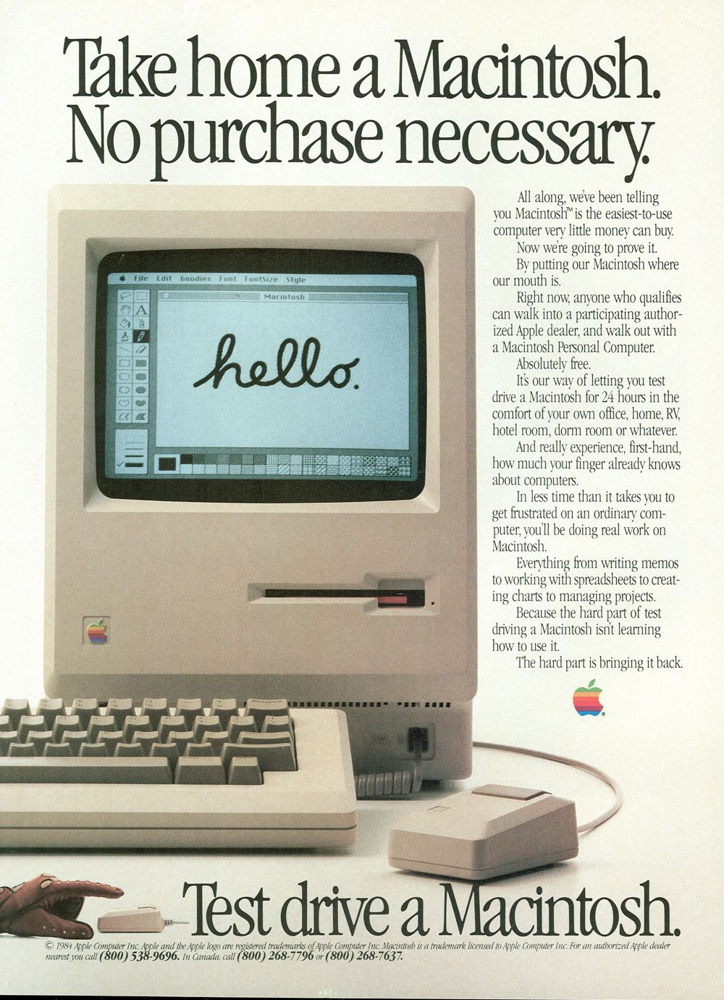 Take home a Macintosh.
No purchase necessary.
All along, we've been telling
you Macintosh™ is the easiest-to-use
computer very little money can buy.
Now we're going to prove it.
By putting our Macintosh where
our mouth is.
Right now, anyone who qualifies
can walk into a participating author-
ized Apple dealer, and walk out with
a Macintosh Personal Computer.
Absolutely free.
It's our way of letting you test
drive a Macintosh for 24 hours in the
comfort of your own office, home, RV,
hotel room, dorm room or whatever.
And really experience, first-hand,
how much your finger already knows
about computers.
In less time than it takes you to
get frustrated on an ordinary com-
puter, you'll be doing real work on
Macintosh.
Everything from writing memos
to working with spreadsheets to creat-
ing charts to managing projects.
Because the hard part of test
driving a Macintosh isn't learning
how to use it.
The hard part is bringing it back.
®
File Edit Goodies Font FontSize Style
Macintosh
A
hello.
Backspace
Test drive a Macintosh.
© 1984 Apple Computer Inc. Apple and the Apple logo are registered trademarks of Apple Computer Inc. Macintosh is a trademark licensed to Apple Computer Inc. For an authorized Apple dealer
nearest you call (800) 538-9696. In Canada, call (800) 268-7796 or (800) 268-7637.